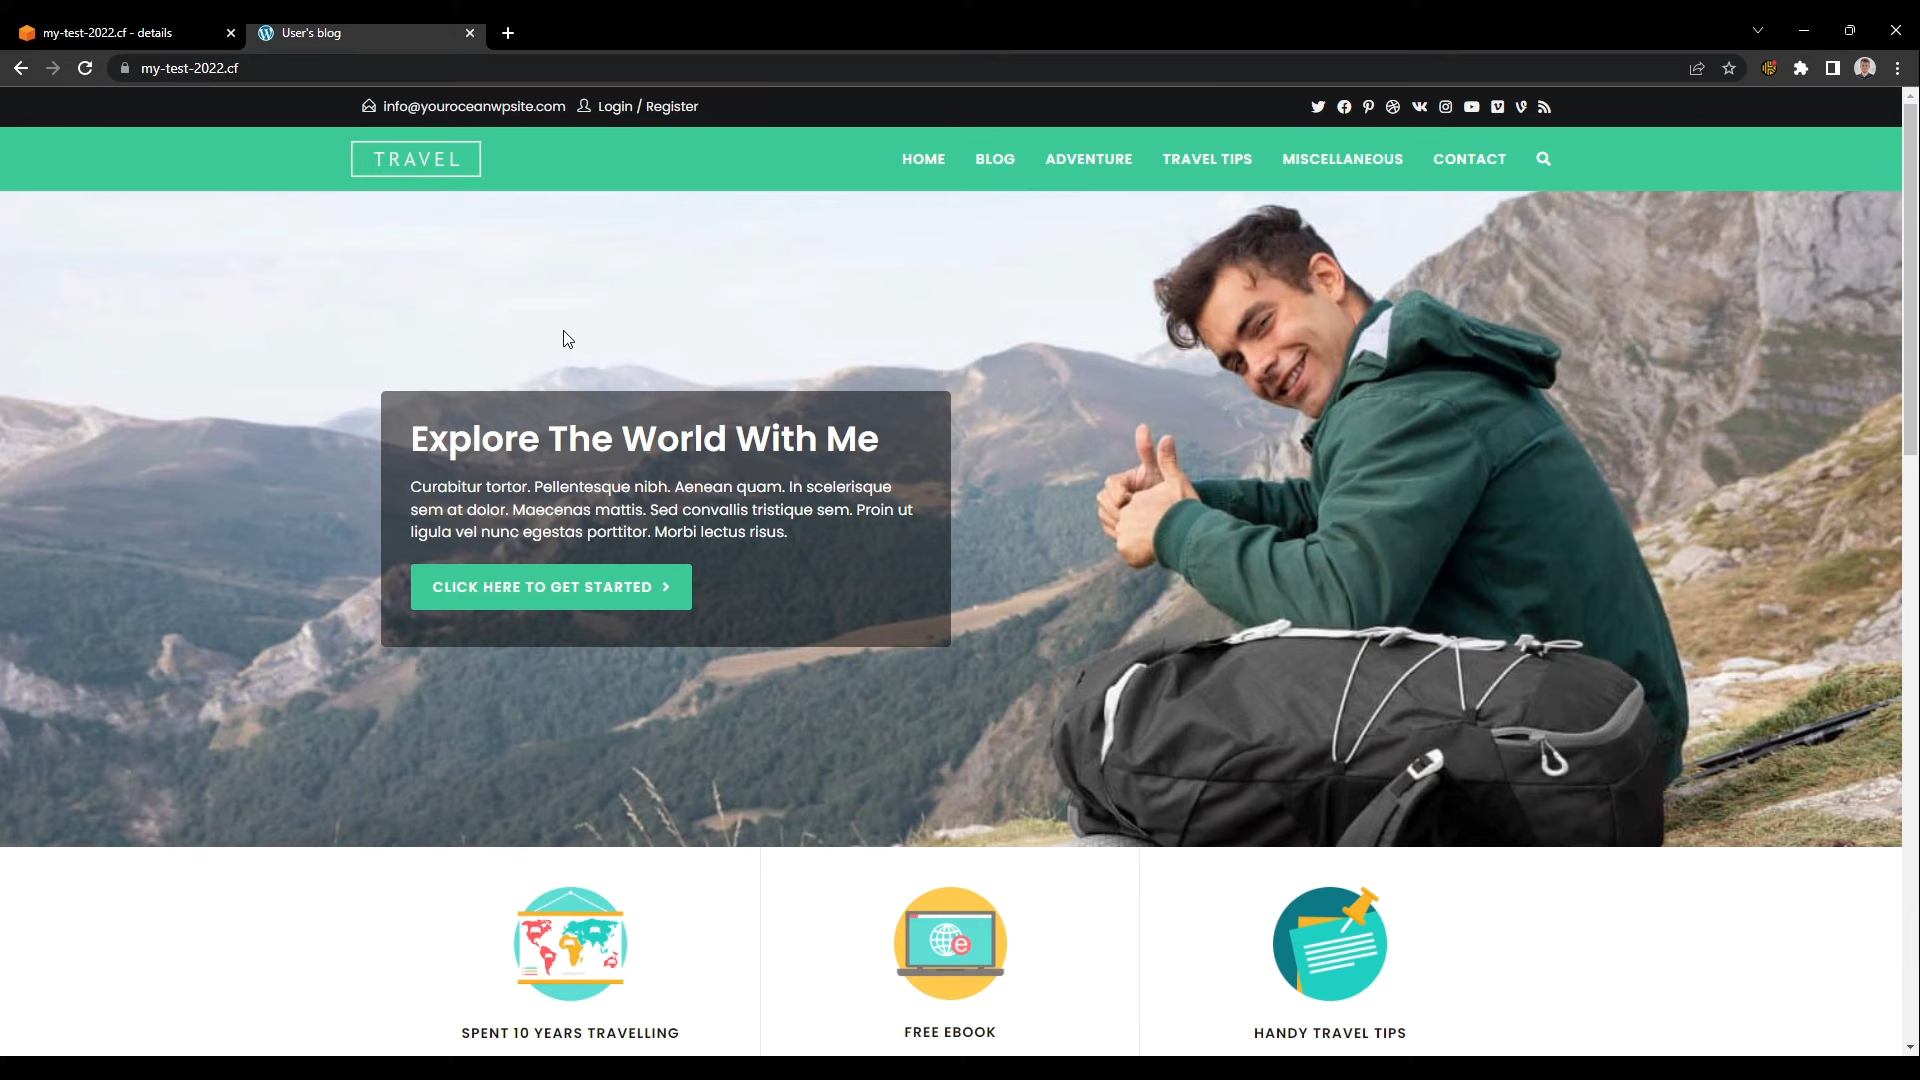 my-test-2022.cf - details
User's blog
my-test-2022.cf
info@youroceanwpsite.com Login / Register
TRAVEL
HOME BLOG ADVENTURE TRAVEL TIPS MISCELLANEOUS CONTACT
Explore The World With Me
Curabitur tortor. Pellentesque nibh. Aenean quam. In scelerisque
sem at dolor. Maecenas mattis. Sed convallis tristique sem. Proin ut
ligula vel nunc egestas porttitor. Morbi lectus risus.
CLICK HERE TO GET STARTED >
SPENT 10 YEARS TRAVELLING
FREE EBOOK
HANDY TRAVEL TIPS